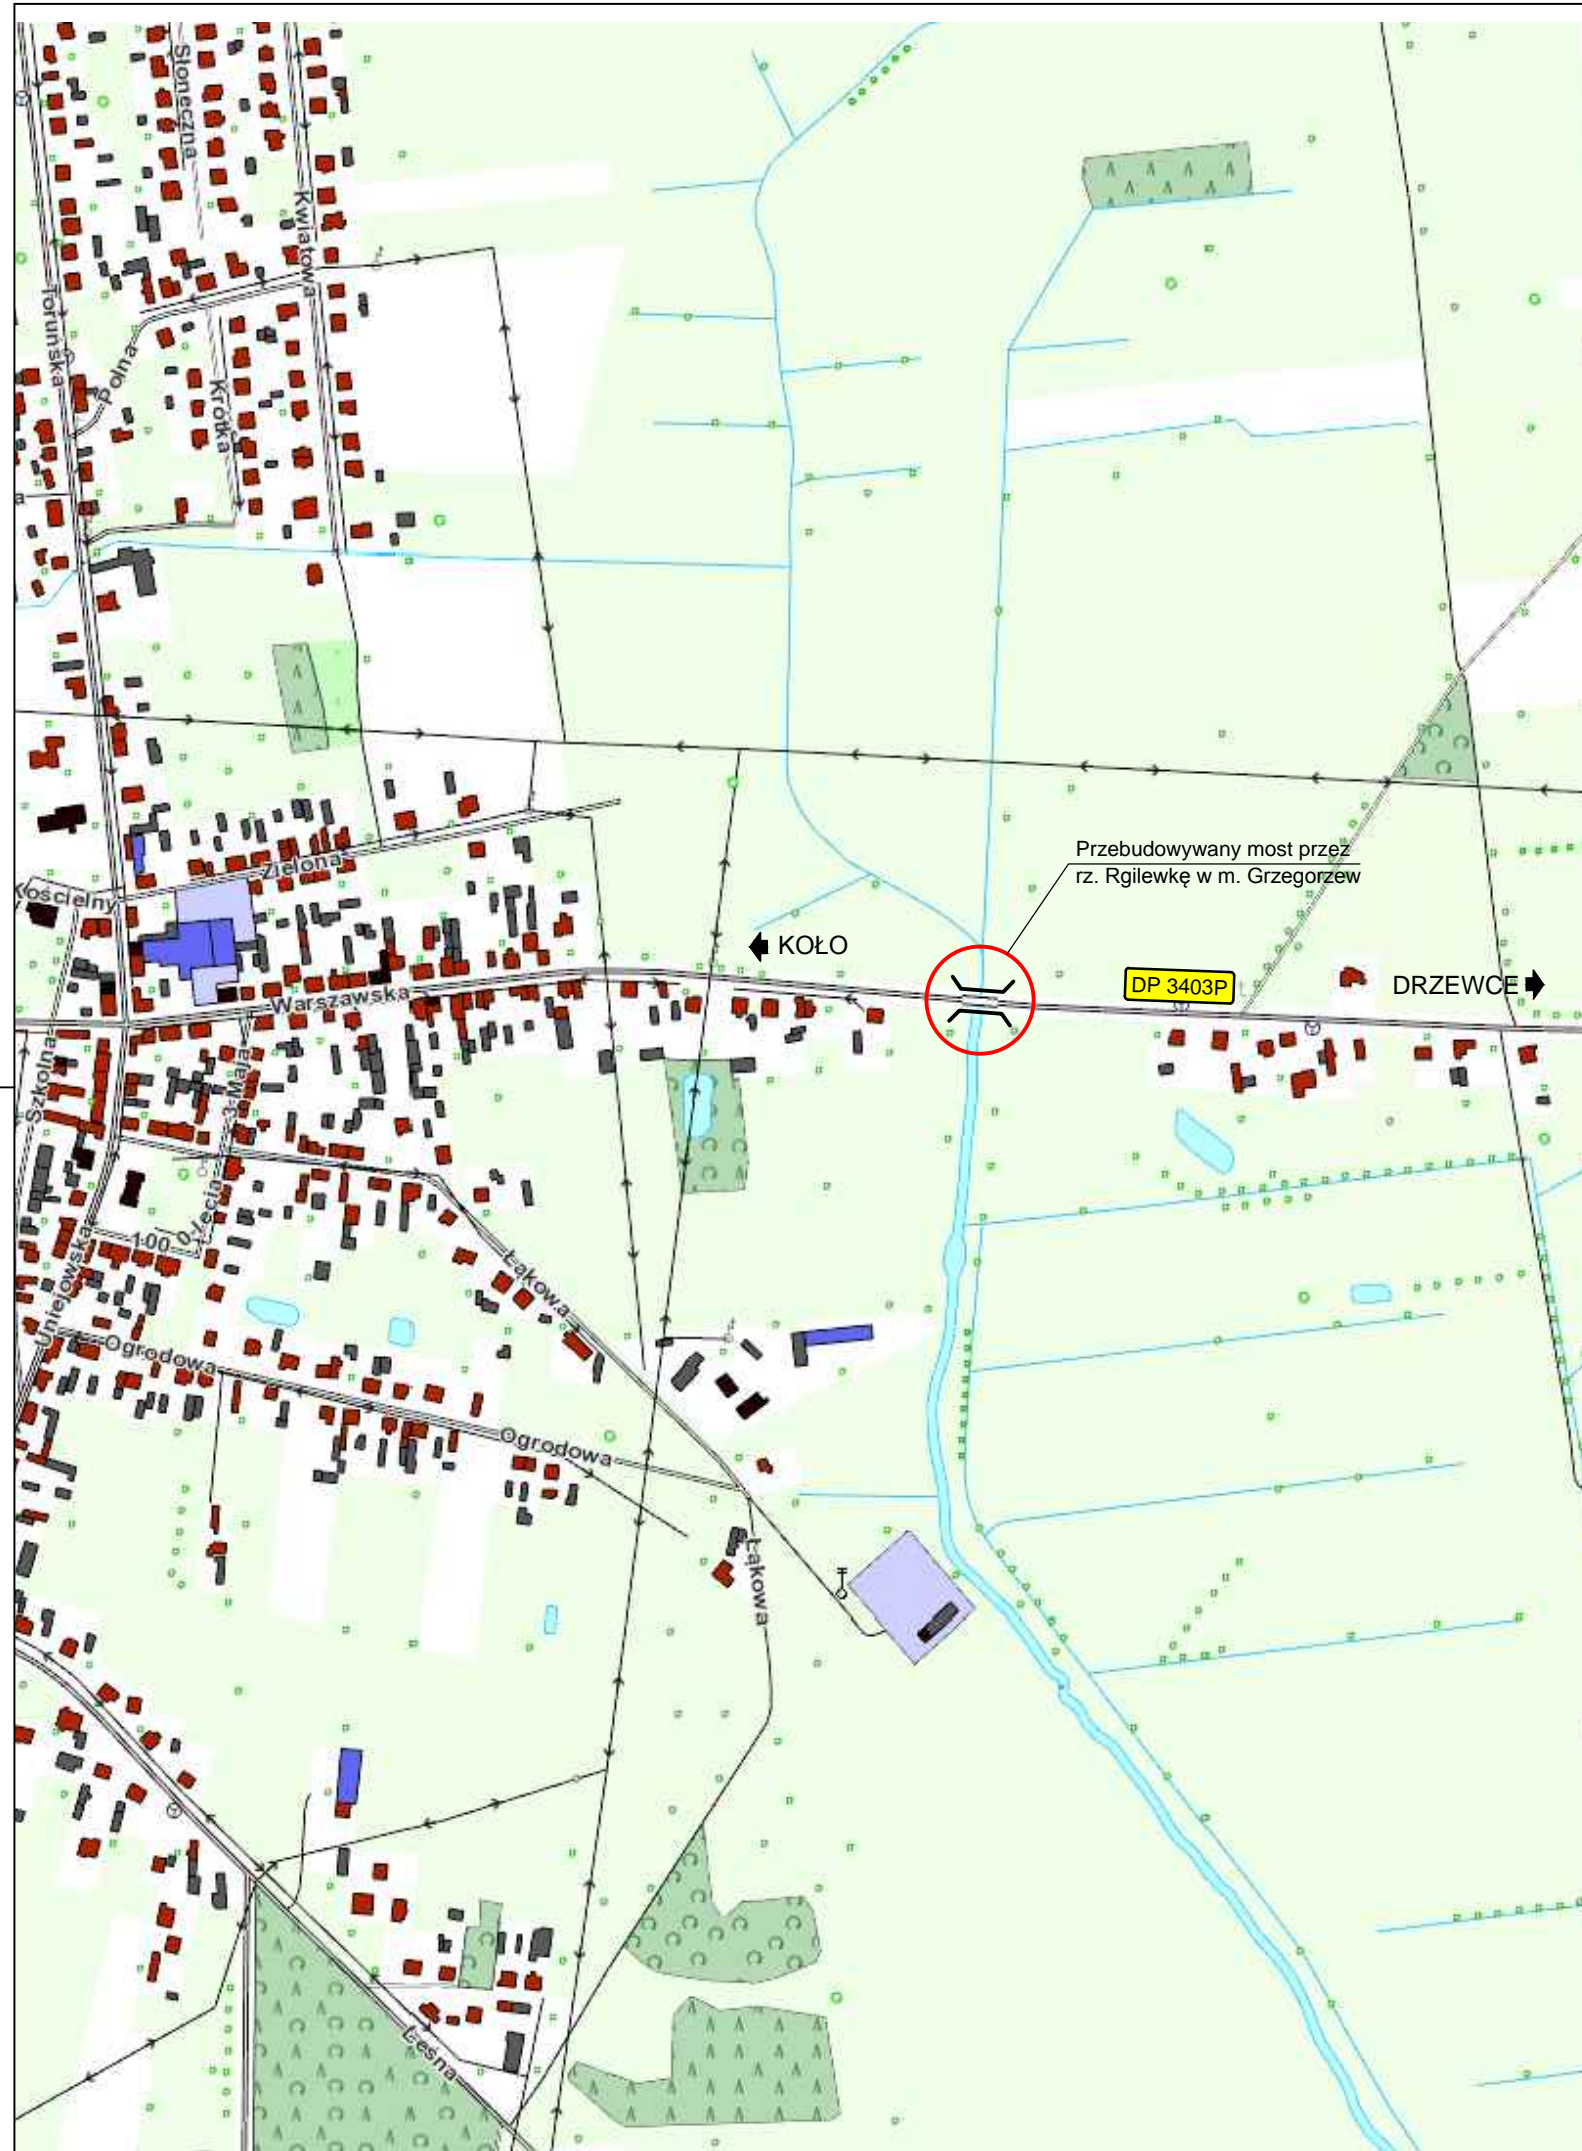 Słoneczna
Kwiatowa
Toruńska
Polna
Krótka
a
Przebudowywany most przez
rz. Rgilewkę w m. Grzegorzew
Zielona
Kościelny
KOŁO
DP 3403P
DRZEWCE
Warszawska
Szkolna
3-Maja
100 0-lecia
Uniejowska
Łąkowa
Ogrodowa
Ogrodowa
Łąkowa
Leśna